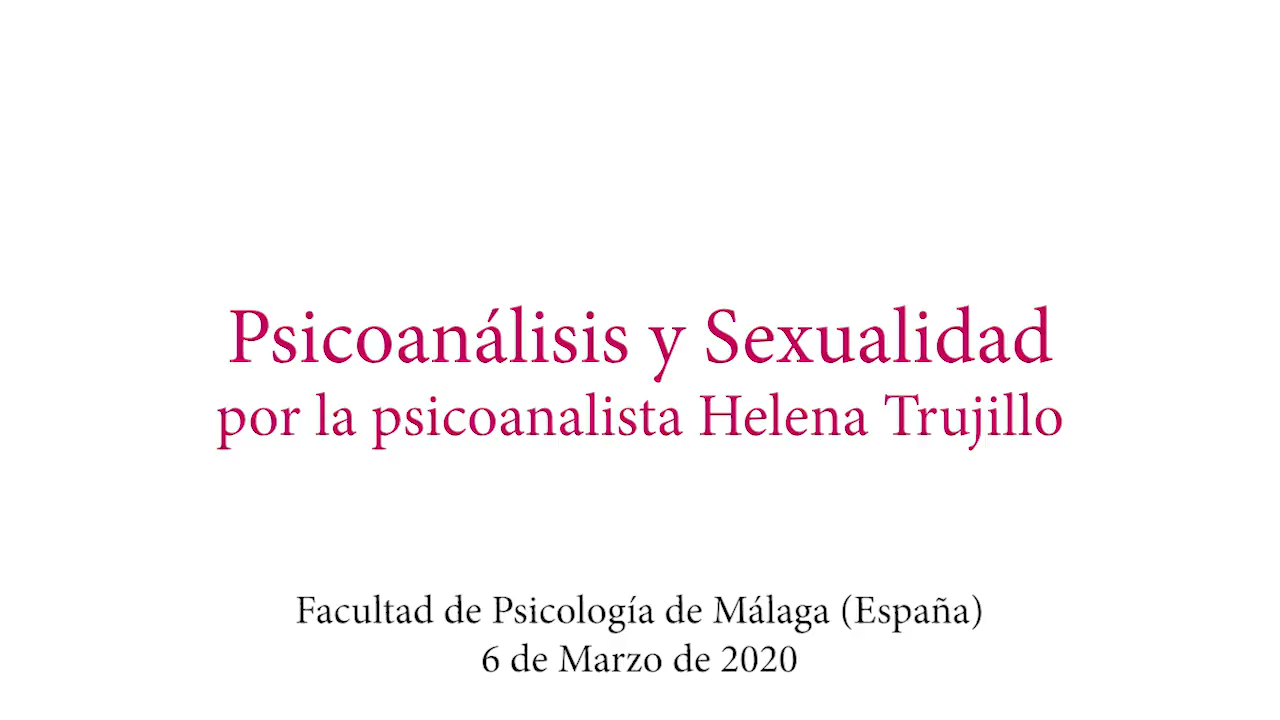 Psicoanálisis y Sexualidad
por la psicoanalista Helena Trujillo
Facultad de Psicología de Málaga (España)
6 de Marzo de 2020